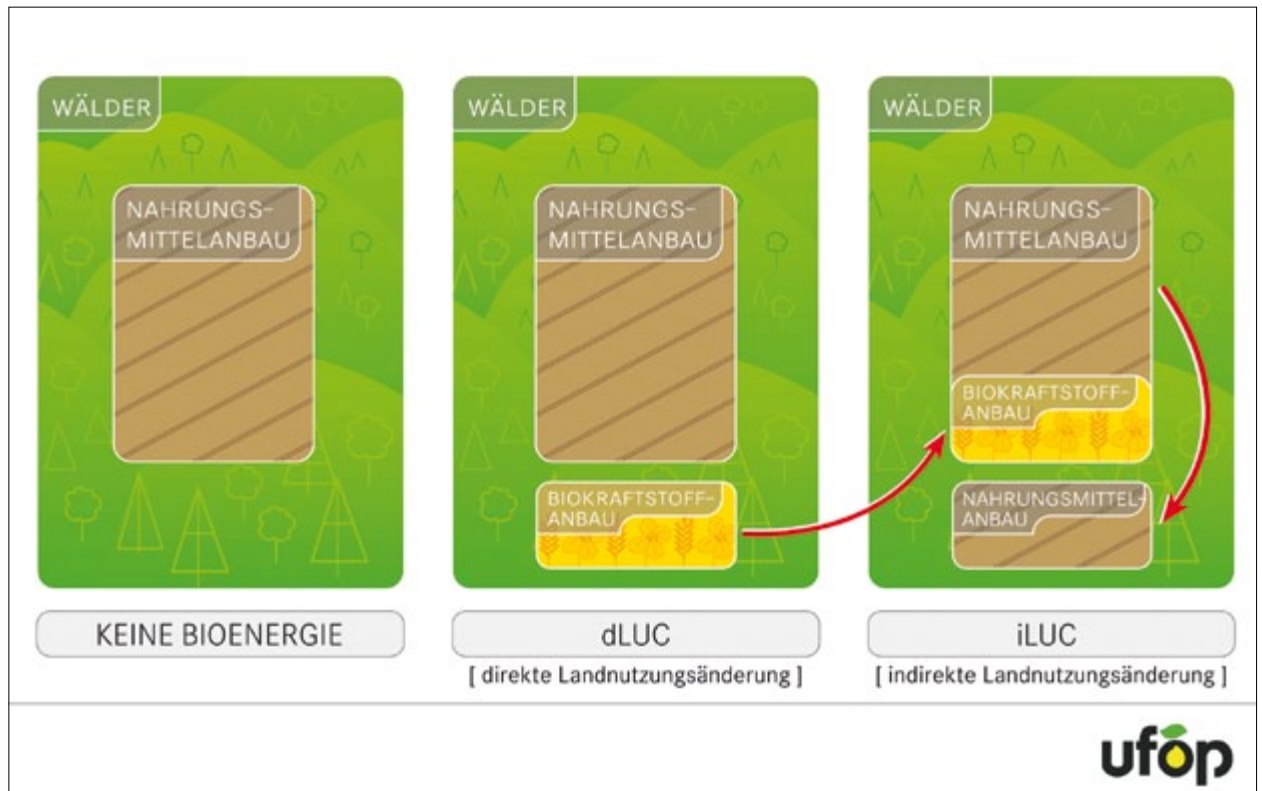 WÄLDER
NAHRUNGS-
MITTELANBAU
KEINE BIOENERGIE
WÄLDER
NAHRUNGS-
MITTELANBAU
BIOKRAFTSTOFF-
ANBAU
dLUC
[ direkte Landnutzungsänderung ]
WÄLDER
NAHRUNGS-
MITTELANBAU
BIOKRAFTSTOFF-
ANBAU
NAHRUNGSMITTEL-
ANBAU
iLUC
[ indirekte Landnutzungsänderung ]
ufop